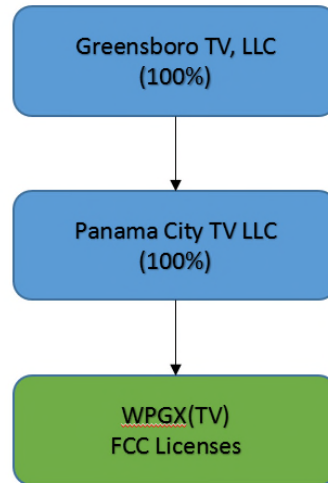 Greensboro TV, LLC
(100%)
Panama City TV LLC
(100%)
WPGX(TV)
FCC Licenses